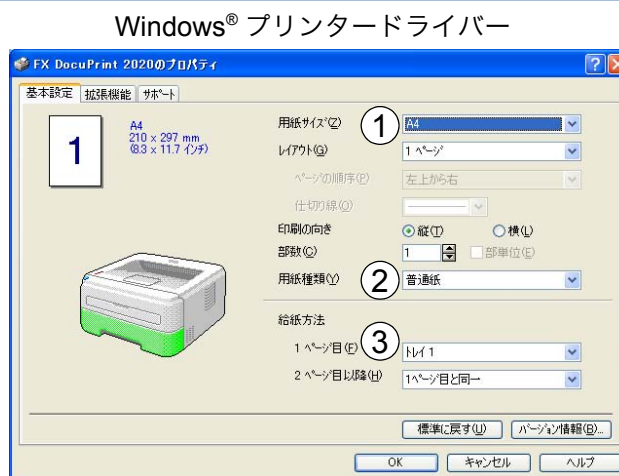 Windows® プリンタードライバー
FX DocuPrint 2020のプロパティ
基本設定 拡張機能 サポート
1
A4
210 x 297 mm
(8.3 x 11.7 インチ)
用紙サイズ(Z) ① A4
レイアウト(G) 1 ページ
ページの順序(P) 左上から右
仕切り線(O)
印刷の向き 縦(T) 横(L)
部数(C) 1 部単位(E)
用紙種類(Y) ② 普通紙
給紙方法
1 ページ目(F) ③ トレイ 1
2 ページ目以降(H) 1ページ目と同一
標準に戻す(U) バージョン情報(B)...
OK キャンセル ヘルプ